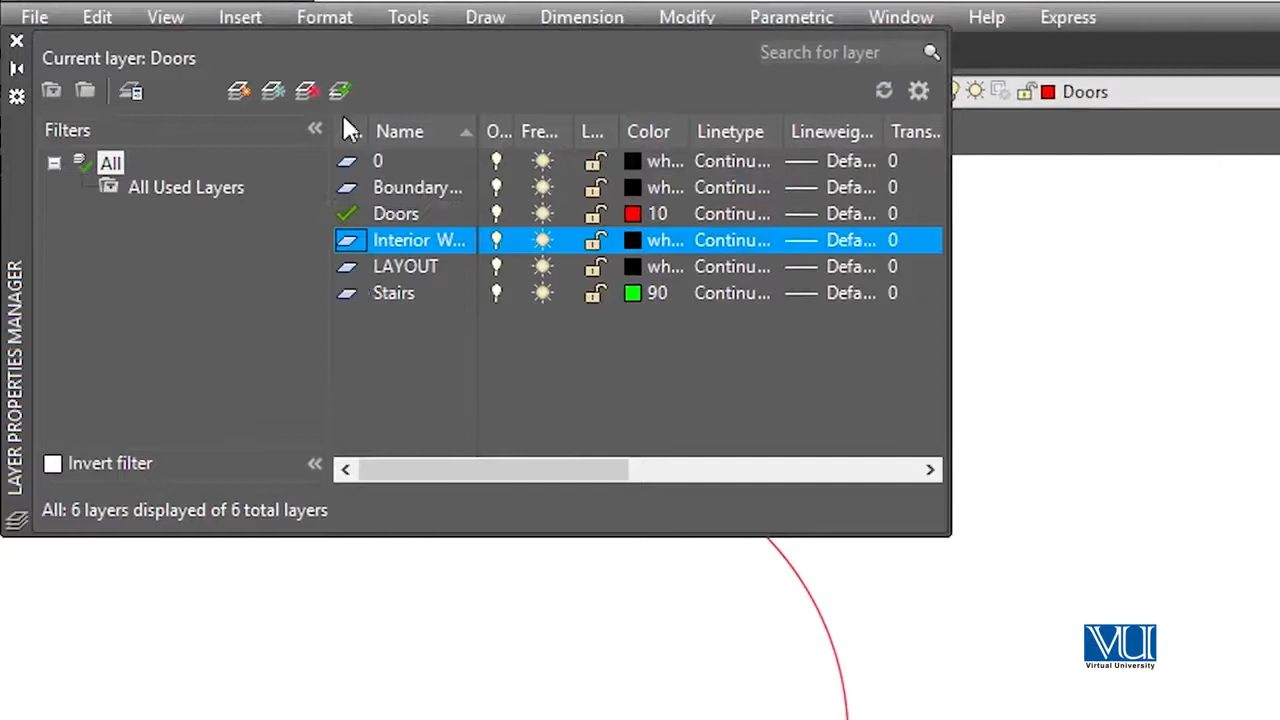 File Edit View Insert Format Tools Draw Dimension Modify Parametric Window Help Express
Current layer: Doors
Search for layer
Doors
Filters
... Name O... Fre... L... Color Linetype Lineweig... Trans..
All
0 wh... Continu... Defa... 0
All Used Layers
Boundary... wh... Continu... Defa... 0
Doors 10 Continu... Defa... 0
Interior W... wh... Continu... Defa... 0
LAYOUT wh... Continu... Defa... 0
Stairs 90 Continu... Defa... 0
Invert filter
All: 6 layers displayed of 6 total layers
LAYER PROPERTIES MANAGER
VU
Virtual University